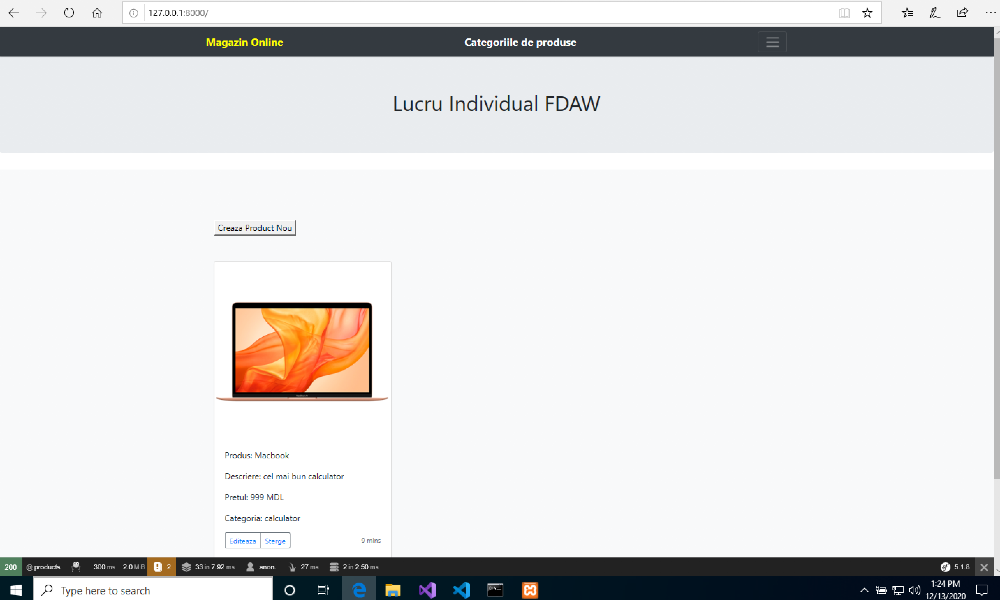 127.0.0.1:8000/
Magazin Online
Categoriile de produse
Lucru Individual FDAW
Creaza Product Nou
Produs: Macbook
Descriere: cel mai bun calculator
Pretul: 999 MDL
Categoria: calculator
Editeaza Sterge 9 mins
200 @ products 300 ms 2.0 MiB 2 33 in 7.92 ms anon. 27 ms 2 in 2.50 ms sf 5.1.8
Type here to search
1:24 PM
12/13/2020